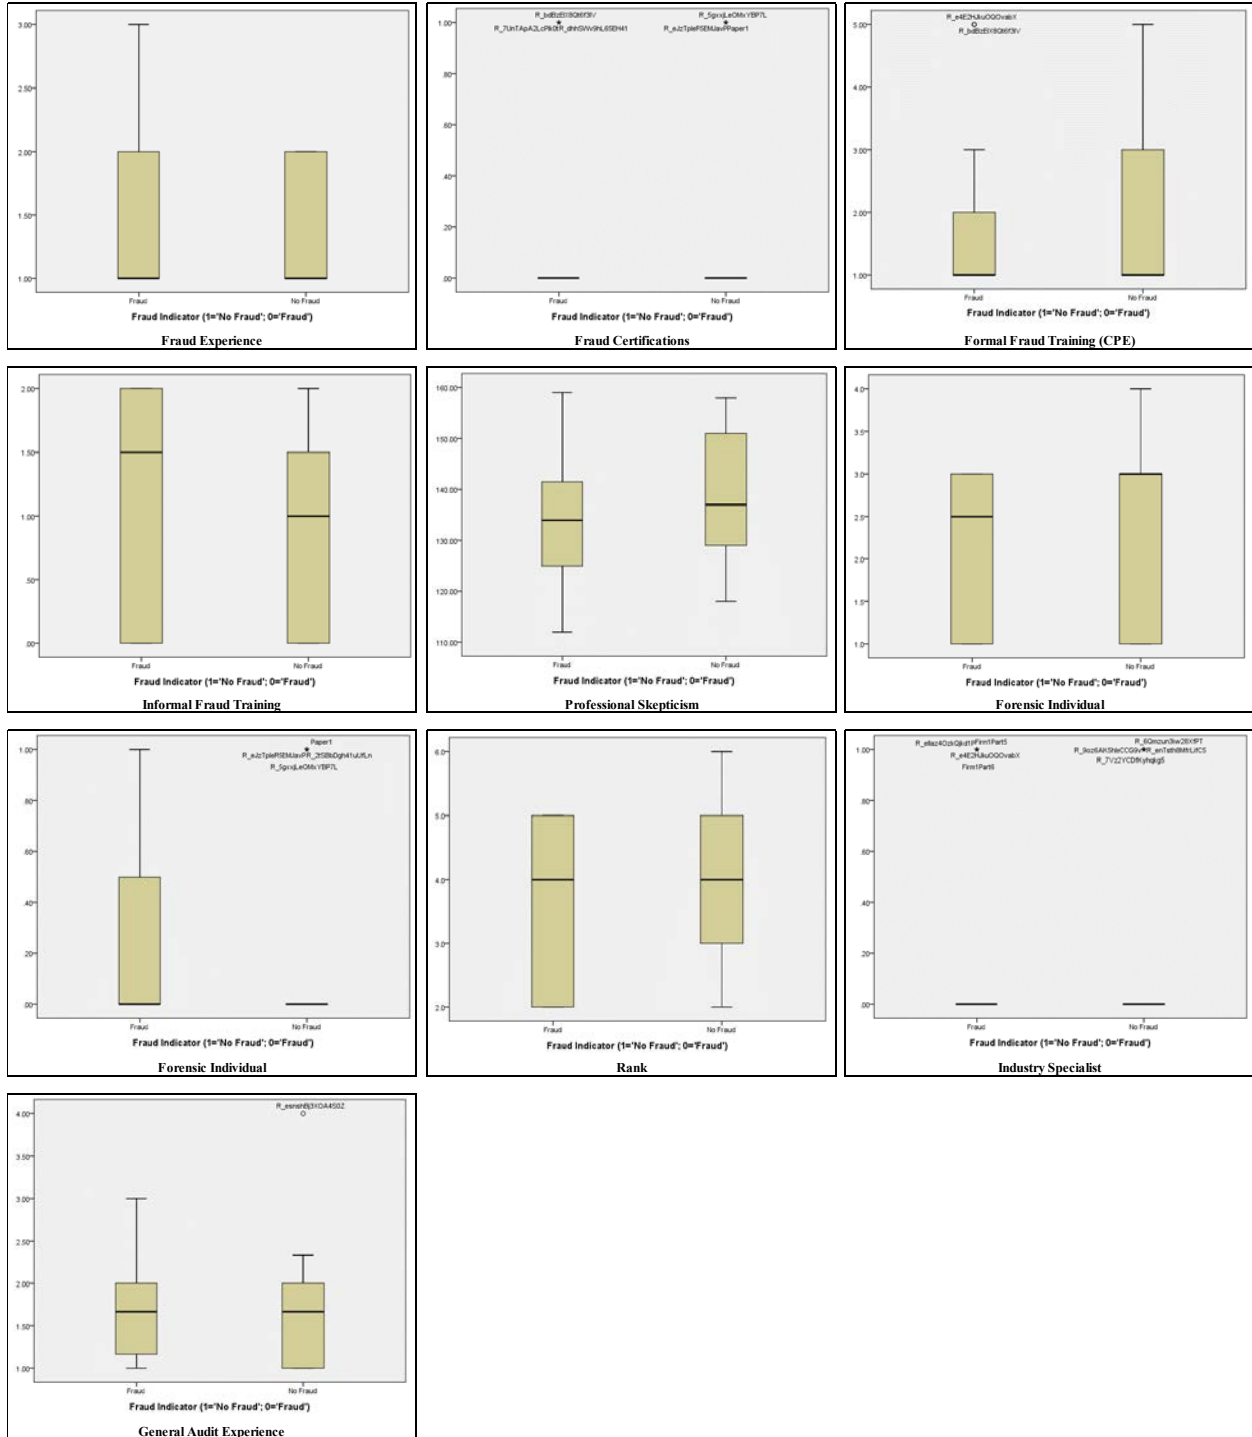 3.00
2.50
2.00
1.50
1.00
Fraud
No Fraud
Fraud Indicator (1='No Fraud'; 0='Fraud')
Fraud Experience
1.00
.80
.60
.40
.20
.00
R_5gxxjLeOMxYBP7L
Fraud
No Fraud
Fraud Indicator (1='No Fraud'; 0='Fraud')
Fraud Certifications
5.00
4.00
3.00
2.00
1.00
R_e4E2HJkuOQOvabX
Fraud
No Fraud
Fraud Indicator (1='No Fraud'; 0='Fraud')
Formal Fraud Training (CPE)
2.00
1.50
1.00
.50
.00
Fraud
No Fraud
Fraud Indicator (1='No Fraud'; 0='Fraud')
Informal Fraud Training
160.00
150.00
140.00
130.00
120.00
110.00
Fraud
No Fraud
Fraud Indicator (1='No Fraud'; 0='Fraud')
Professional Skepticism
4.0
3.5
3.0
2.5
2.0
1.5
1.0
Fraud
No Fraud
Fraud Indicator (1='No Fraud'; 0='Fraud')
Forensic Individual
1.00
.80
.60
.40
.20
.00
Paper1
R_5gxxjLeOMxYBP7L
Fraud
No Fraud
Fraud Indicator (1='No Fraud'; 0='Fraud')
Forensic Individual
6.0
5.0
4.0
3.0
2.0
Fraud
No Fraud
Fraud Indicator (1='No Fraud'; 0='Fraud')
Rank
1.00
.80
.60
.40
.20
.00
Firm1Part5
R_e4E2HJkuOQOvabX
Firm1Part6
R_7Vz2YCDfKyhqkg5
Fraud
No Fraud
Fraud Indicator (1='No Fraud'; 0='Fraud')
Industry Specialist
4.00
3.00
2.50
2.00
1.50
1.00
Fraud
No Fraud
Fraud Indicator (1='No Fraud'; 0='Fraud')
General Audit Experience